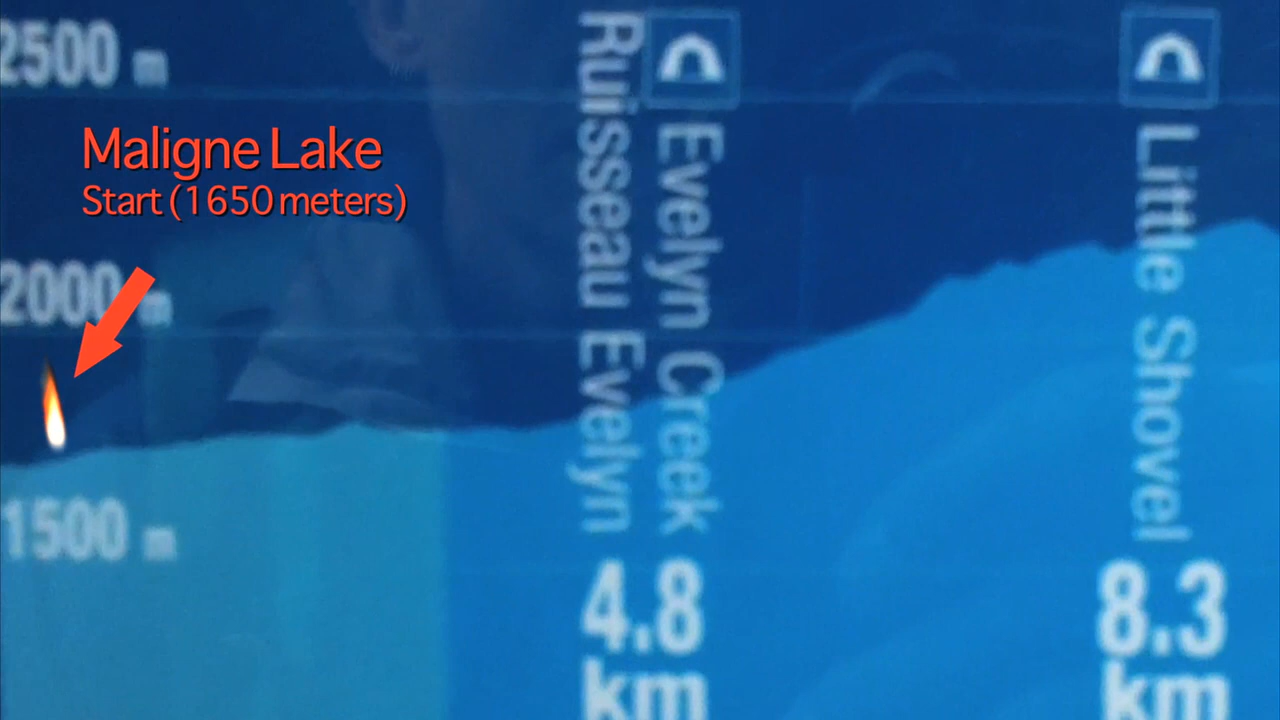 2500 m
Maligne Lake
Start (1650 meters)
2000 m
1500 m
Ruisseau Evelyn
Evelyn Creek
4.8
km
Little Shovel
8.3
km